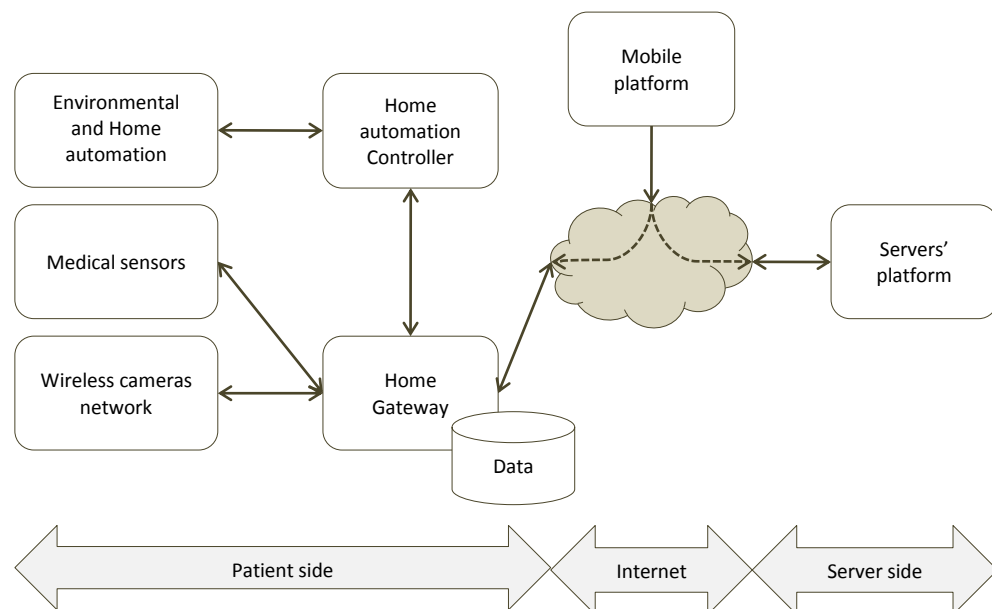 Environmental
and Home
automation
Home
automation
Controller
Mobile
platform
Medical sensors
Servers'
platform
Wireless cameras
network
Home
Gateway
Data
Patient side
Internet
Server side